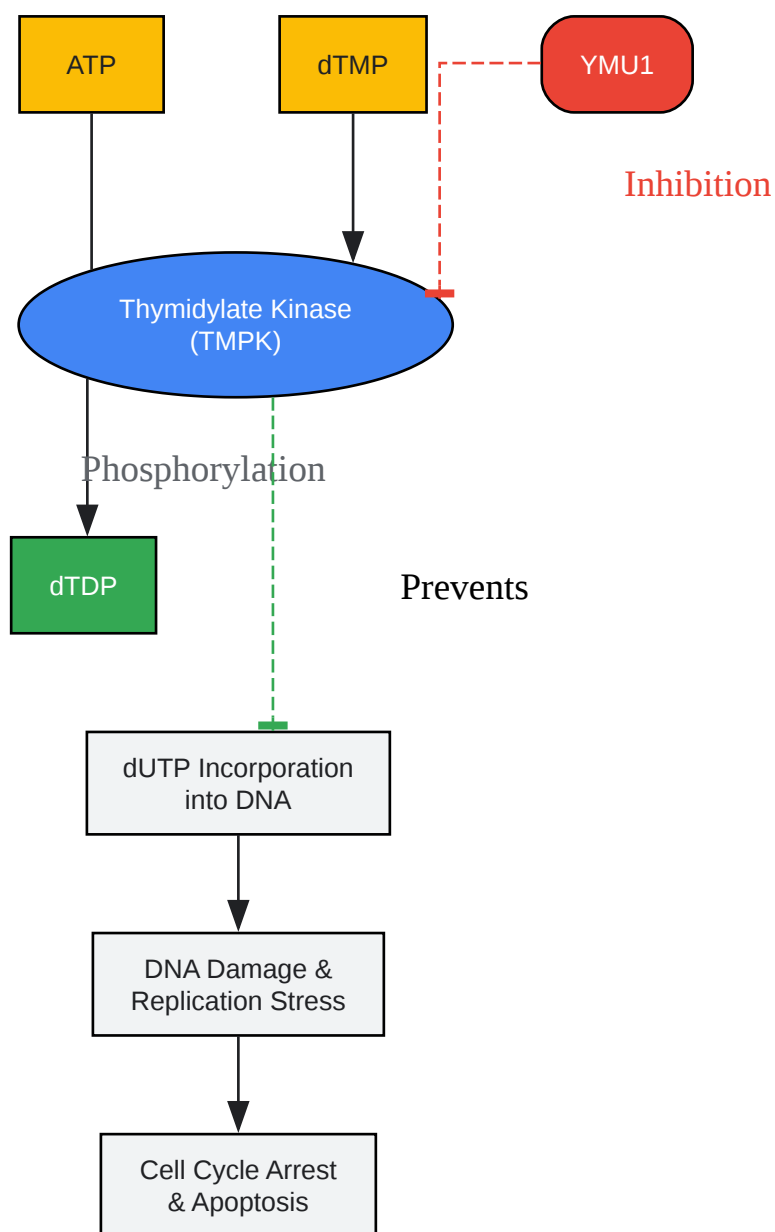 ATP
dTMP
YMU1
Inhibition
Thymidylate Kinase
(TMPK)
Phosphorylation
dTDP
Prevents
dUTP Incorporation
into DNA
DNA Damage &
Replication Stress
Cell Cycle Arrest
& Apoptosis